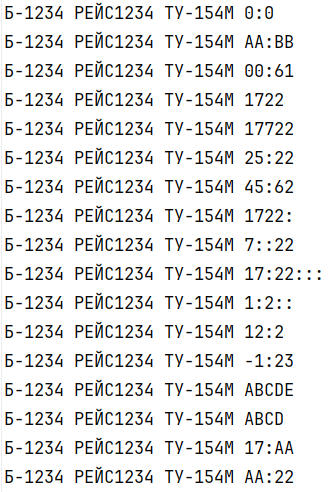 Б-1234 РЕЙС1234 ТУ-154М 0:0
Б-1234 РЕЙС1234 ТУ-154М AA:BB
Б-1234 РЕЙС1234 ТУ-154М 00:61
Б-1234 РЕЙС1234 ТУ-154М 1722
Б-1234 РЕЙС1234 ТУ-154М 17722
Б-1234 РЕЙС1234 ТУ-154М 25:22
Б-1234 РЕЙС1234 ТУ-154М 45:62
Б-1234 РЕЙС1234 ТУ-154М 1722:
Б-1234 РЕЙС1234 ТУ-154М 7::22
Б-1234 РЕЙС1234 ТУ-154М 17:22:::
Б-1234 РЕЙС1234 ТУ-154М 1:2::
Б-1234 РЕЙС1234 ТУ-154М 12:2
Б-1234 РЕЙС1234 ТУ-154М -1:23
Б-1234 РЕЙС1234 ТУ-154М ABCDE
Б-1234 РЕЙС1234 ТУ-154М ABCD
Б-1234 РЕЙС1234 ТУ-154М 17:AA
Б-1234 РЕЙС1234 ТУ-154М AA:22